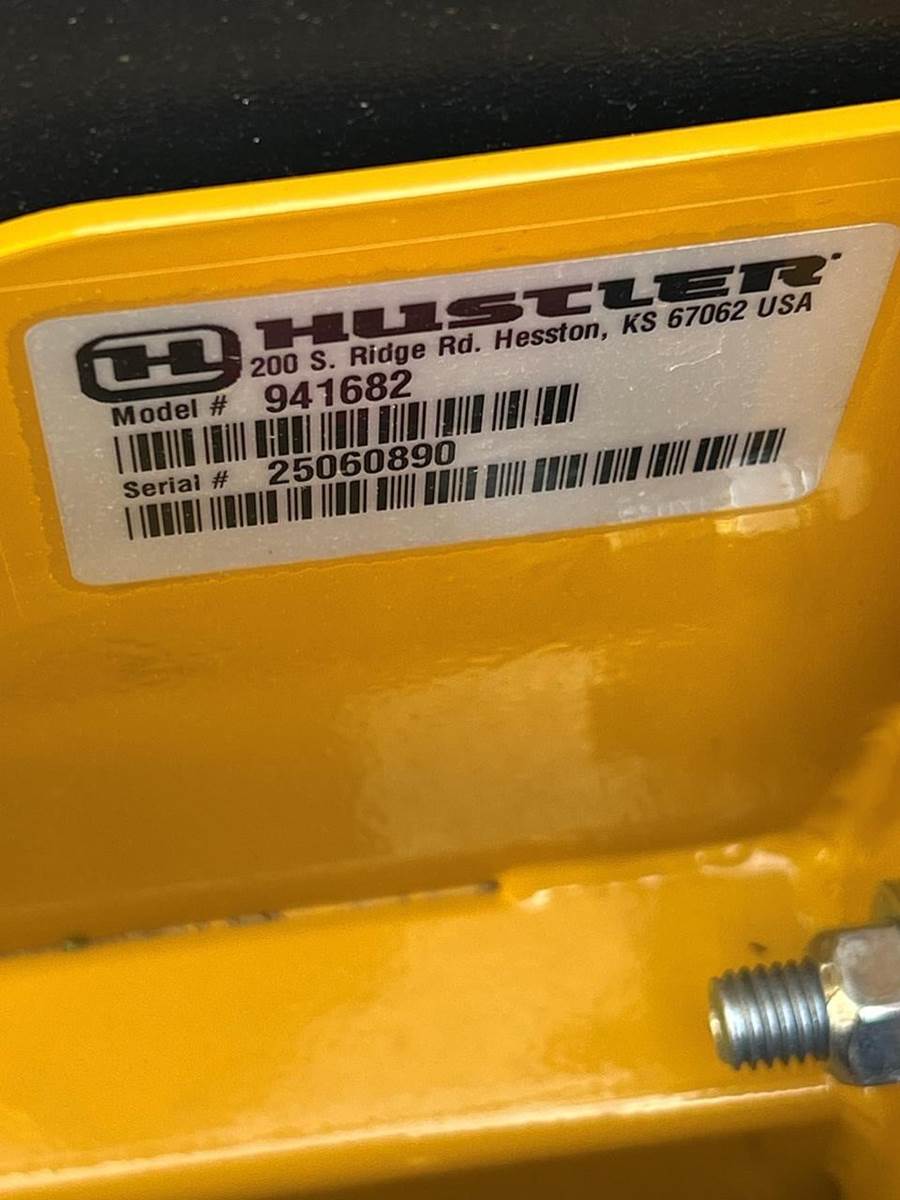 H HUSTLER
200 S. Ridge Rd. Hesston, KS 67062 USA
Model # 941682
Serial # 25060890